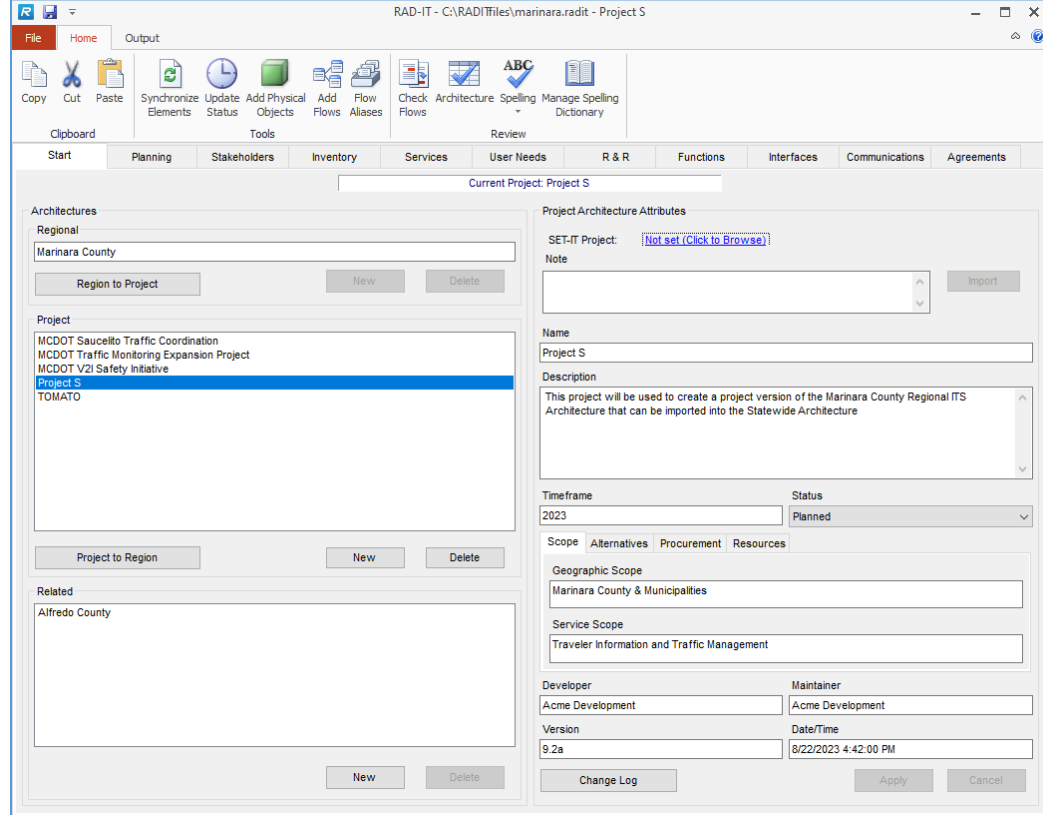 RAD-IT - C:\RADITfiles\marinara.radit - Project S
File Home Output
Copy Cut Paste Synchronize Elements Update Status Add Physical Objects Add Flows Flow Aliases Check Flows Architecture ABC Spelling Manage Spelling Dictionary
Clipboard Tools Review
Start Planning Stakeholders Inventory Services User Needs R & R Functions Interfaces Communications Agreements
Current Project: Project S
Architectures
Regional
Marinara County
Region to Project New Delete
Project
MCDOT Saucelito Traffic Coordination
MCDOT Traffic Monitoring Expansion Project
MCDOT V2I Safety Initiative
Project S
TOMATO
Project to Region New Delete
Related
Alfredo County
New Delete
Project Architecture Attributes
SET-IT Project: Not set (Click to Browse)
Note
Import
Name
Project S
Description
This project will be used to create a project version of the Marinara County Regional ITS
Architecture that can be imported into the Statewide Architecture
Timeframe Status
2023 Planned
Scope Alternatives Procurement Resources
Geographic Scope
Marinara County & Municipalities
Service Scope
Traveler Information and Traffic Management
Developer Maintainer
Acme Development Acme Development
Version Date/Time
9.2a 8/22/2023 4:42:00 PM
Change Log Apply Cancel